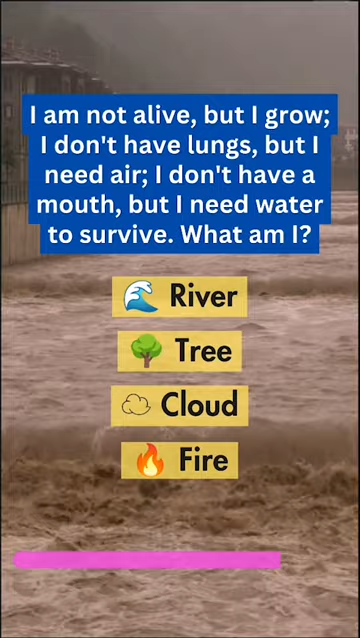 I am not alive, but I grow;
I don't have lungs, but I
need air; I don't have a
mouth, but I need water
to survive. What am I?
🌊 River
🌳 Tree
☁ Cloud
🔥 Fire